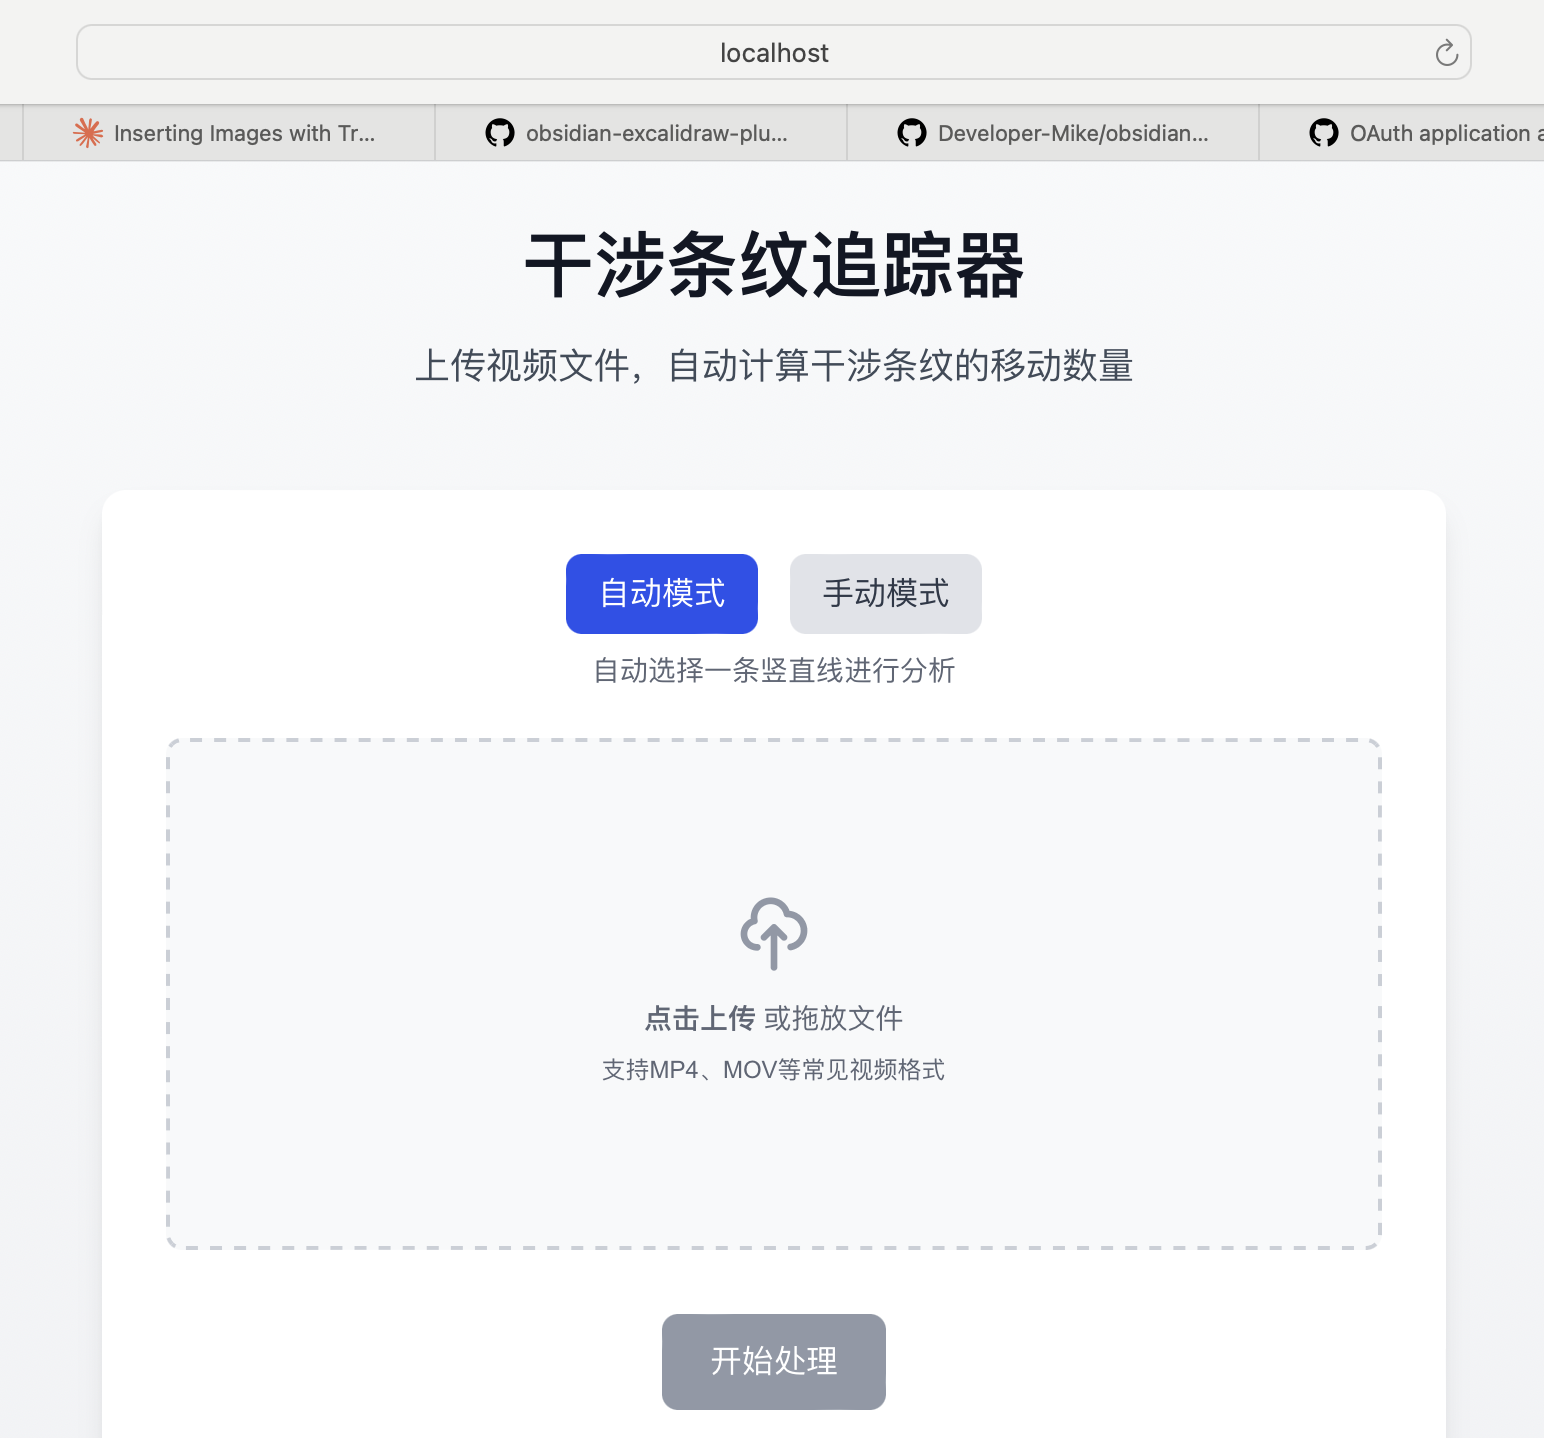 localhost
Inserting Images with Tr...
obsidian-excalidraw-plu...
Developer-Mike/obsidian...
OAuth application a
干涉条纹追踪器
上传视频文件，自动计算干涉条纹的移动数量
自动模式
手动模式
自动选择一条竖直线进行分析
点击上传 或拖放文件
支持MP4、MOV等常见视频格式
开始处理